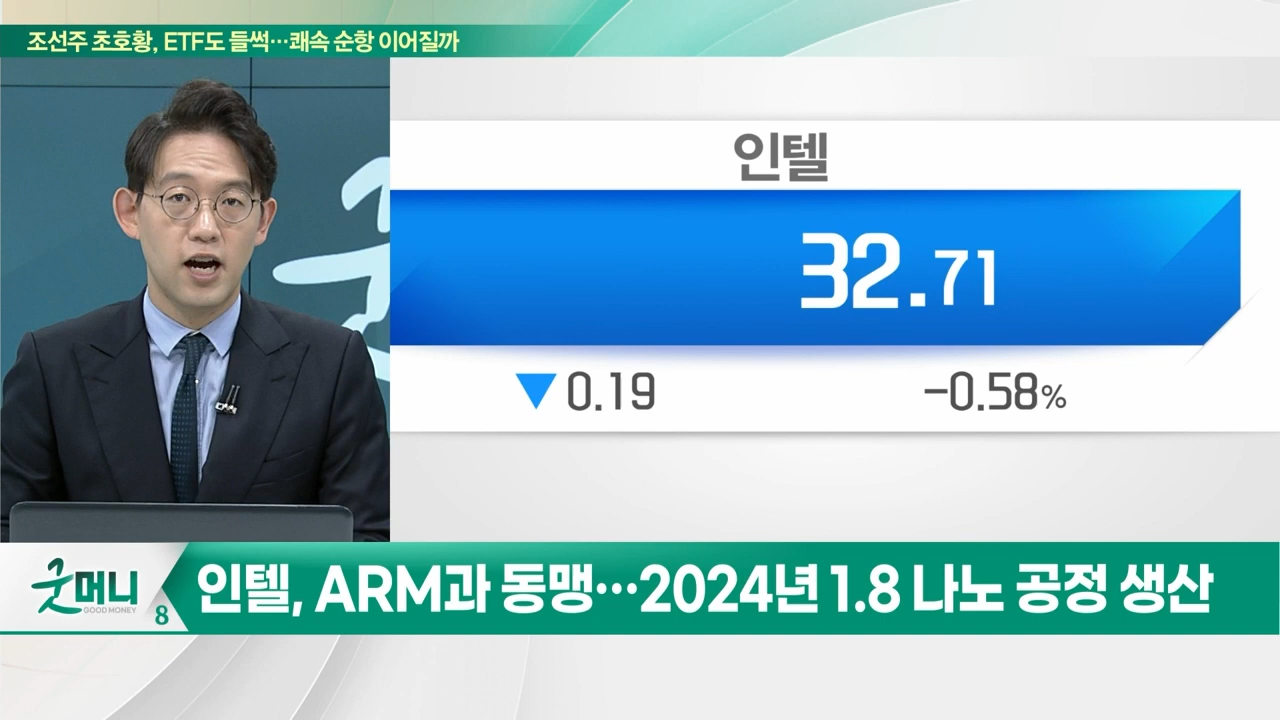 조선주 초호황, ETF도 들썩…쾌속 순항 이어질까
인텔
32.71
▼ 0.19 -0.58%
굿머니
GOOD MONEY
8
인텔, ARM과 동맹…2024년 1.8 나노 공정 생산